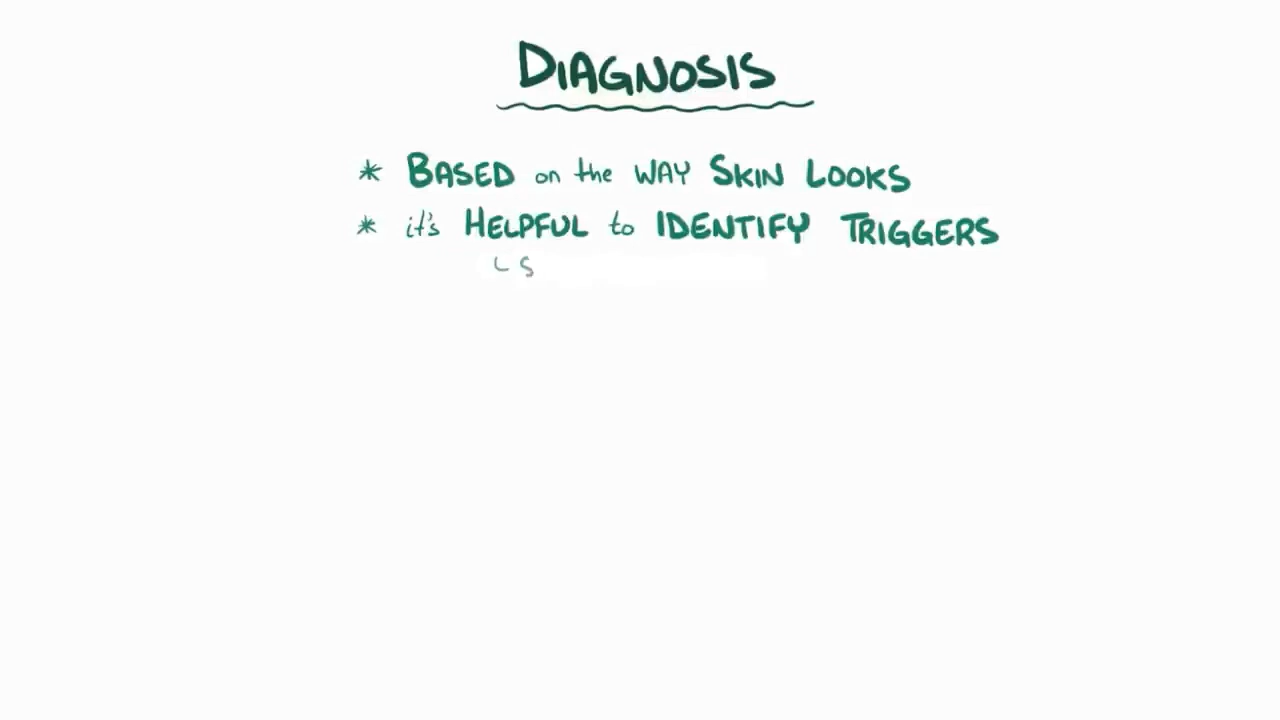 DIAGNOSIS
* BASED on the WAY SKIN LOOKS
* it's HELPFUL to IDENTIFY TRIGGERS
S